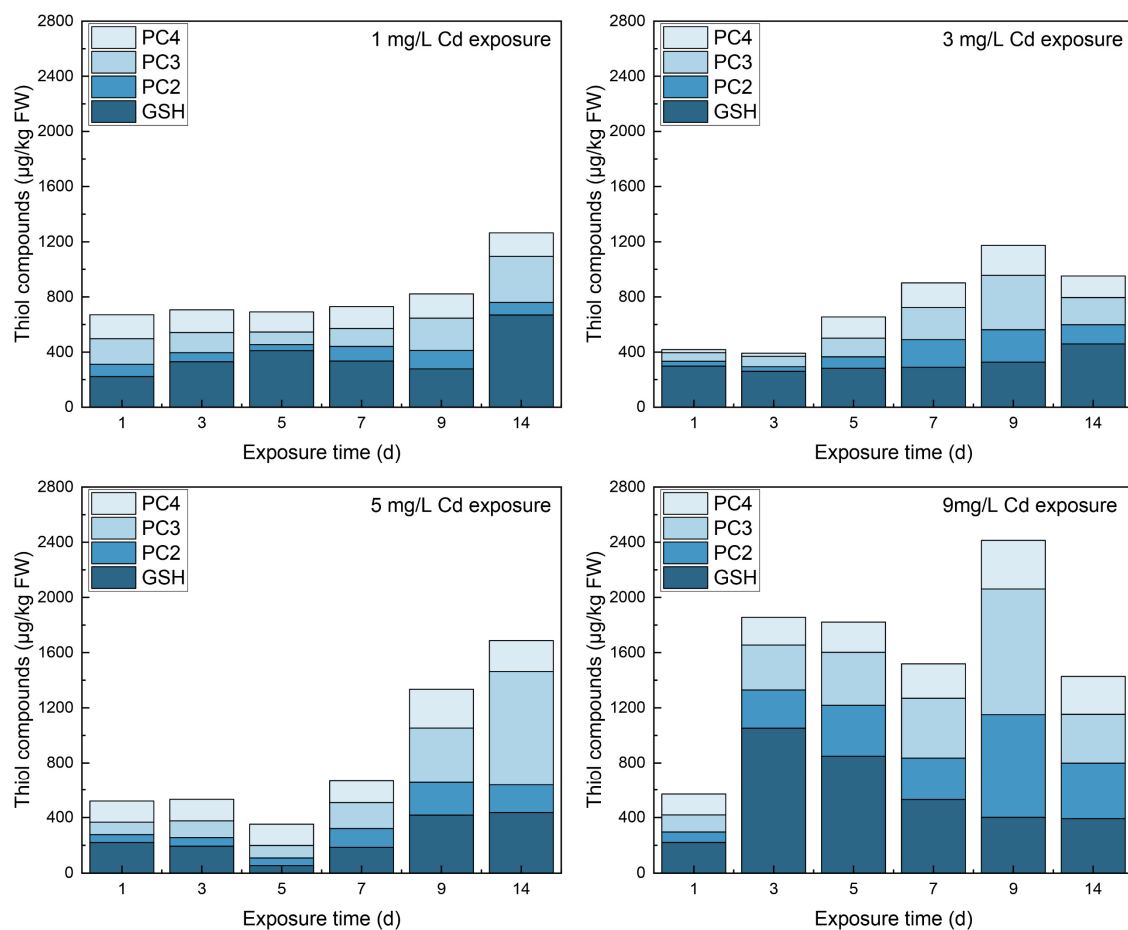 1 mg/L Cd exposure
PC4
PC3
PC2
GSH
Thiol compounds (µg/kg FW)
2800
2400
2000
1600
1200
800
400
0
1 3 5 7 9 14
Exposure time (d)
3 mg/L Cd exposure
PC4
PC3
PC2
GSH
Thiol compounds (µg/kg FW)
2800
2400
2000
1600
1200
800
400
0
1 3 5 7 9 14
Exposure time (d)
5 mg/L Cd exposure
PC4
PC3
PC2
GSH
Thiol compounds (µg/kg FW)
2800
2400
2000
1600
1200
800
400
0
1 3 5 7 9 14
Exposure time (d)
9mg/L Cd exposure
PC4
PC3
PC2
GSH
Thiol compounds (µg/kg FW)
2800
2400
2000
1600
1200
800
400
0
1 3 5 7 9 14
Exposure time (d)